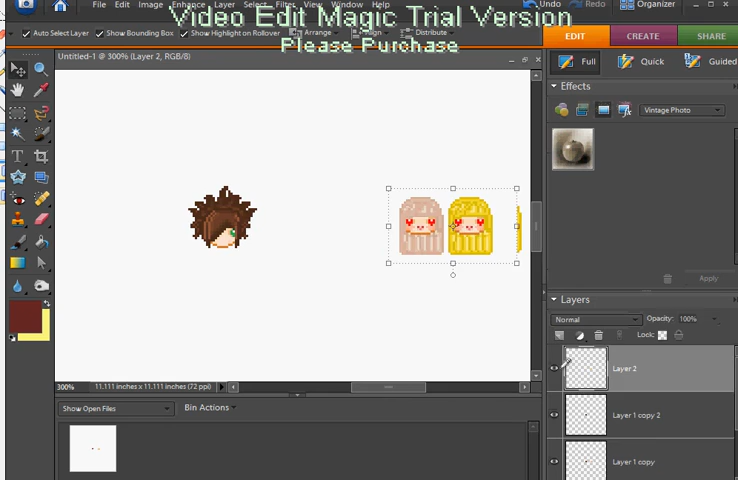 File Edit Image Enhance Layer Select Filter View Window Help
Undo Redo Organizer
Video Edit Magic Trial Version
Please Purchase
Auto Select Layer Show Bounding Box Show Highlight on Rollover Arrange Align Distribute
EDIT CREATE SHARE
Untitled-1 @ 300% (Layer 2, RGB/8)
Full Quick Guided
Effects
Vintage Photo
Apply
Layers
Normal Opacity: 100%
Lock:
Layer 2
Layer 1 copy 2
Layer 1 copy
300% 11.111 inches x 11.111 inches (72 ppi)
Show Open Files Bin Actions